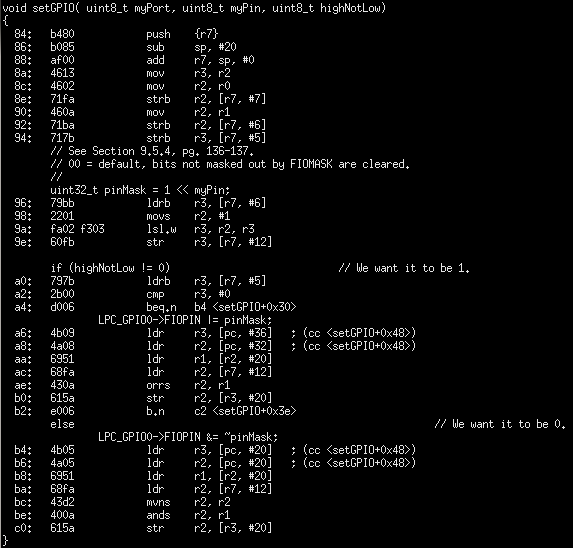 void setGPIO( uint8_t myPort, uint8_t myPin, uint8_t highNotLow)
{
84: b480 push {r7}
86: b085 sub sp, #20
88: af00 add r7, sp, #0
8a: 4613 mov r3, r2
8c: 4602 mov r2, r0
8e: 71fa strb r2, [r7, #7]
90: 460a mov r2, r1
92: 71ba strb r2, [r7, #6]
94: 717b strb r3, [r7, #5]
// See Section 9.5.4, pg. 136-137.
// 00 = default, bits not masked out by FIOMASK are cleared.
//
uint32_t pinMask = 1 << myPin;
96: 79bb ldrb r3, [r7, #6]
98: 2201 movs r2, #1
9a: fa02 f303 lsl.w r3, r2, r3
9e: 60fb str r3, [r7, #12]
if (highNotLow != 0) // We want it to be 1.
a0: 797b ldrb r3, [r7, #5]
a2: 2b00 cmp r3, #0
a4: d006 beq.n b4 <setGPIO+0x30>
LPC_GPIO0->FIOPIN |= pinMask;
a6: 4b09 ldr r3, [pc, #36] ; (cc <setGPIO+0x48>)
a8: 4a08 ldr r2, [pc, #32] ; (cc <setGPIO+0x48>)
aa: 6951 ldr r1, [r2, #20]
ac: 68fa ldr r2, [r7, #12]
ae: 430a orrs r2, r1
b0: 615a str r2, [r3, #20]
b2: e006 b.n c2 <setGPIO+0x3e>
else // We want it to be 0.
LPC_GPIO0->FIOPIN &= ~pinMask;
b4: 4b05 ldr r3, [pc, #20] ; (cc <setGPIO+0x48>)
b6: 4a05 ldr r2, [pc, #20] ; (cc <setGPIO+0x48>)
b8: 6951 ldr r1, [r2, #20]
ba: 68fa ldr r2, [r7, #12]
bc: 43d2 mvns r2, r2
be: 400a ands r2, r1
c0: 615a str r2, [r3, #20]
}